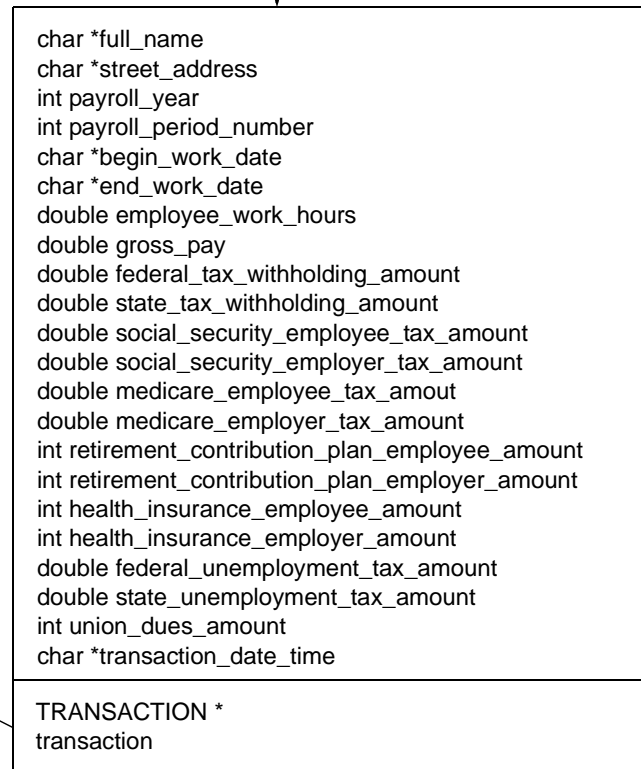 char *full_name
char *street_address
int payroll_year
int payroll_period_number
char *begin_work_date
char *end_work_date
double employee_work_hours
double gross_pay
double federal_tax_withholding_amount
double state_tax_withholding_amount
double social_security_employee_tax_amount
double social_security_employer_tax_amount
double medicare_employee_tax_amout
double medicare_employer_tax_amount
int retirement_contribution_plan_employee_amount
int retirement_contribution_plan_employer_amount
int health_insurance_employee_amount
int health_insurance_employer_amount
double federal_unemployment_tax_amount
double state_unemployment_tax_amount
int union_dues_amount
char *transaction_date_time
TRANSACTION *
transaction